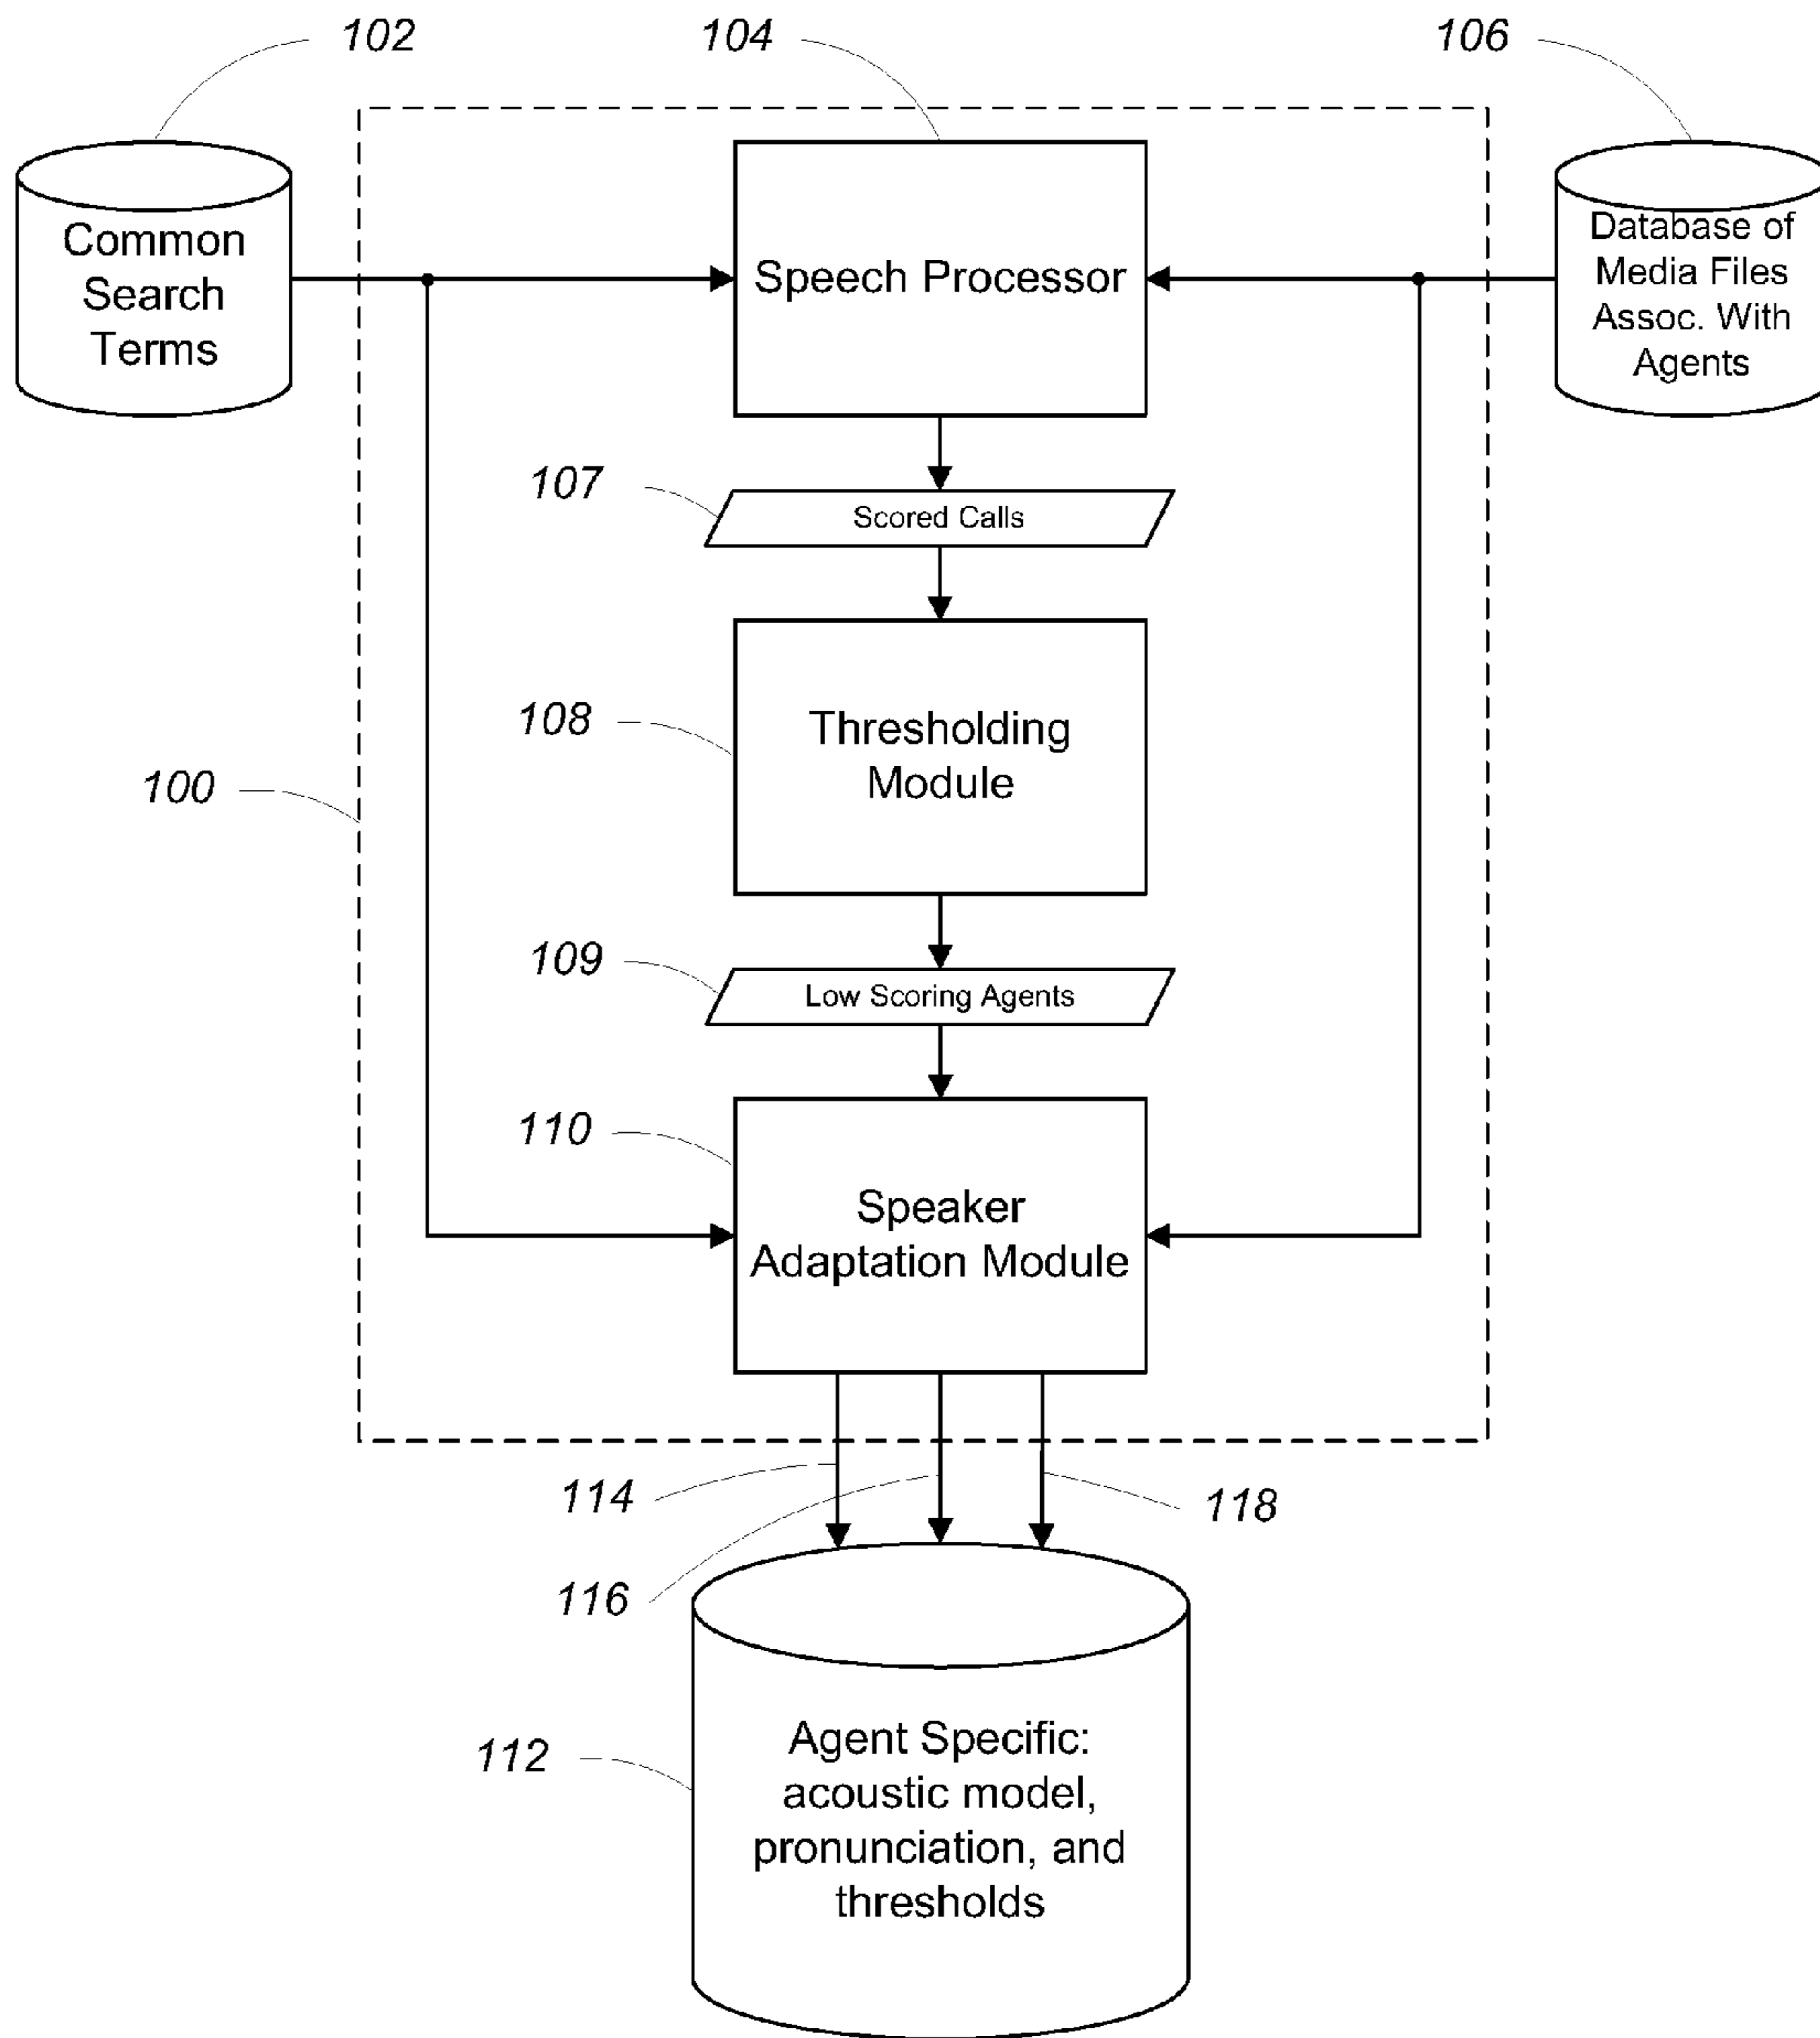 102
104
106
Common
Search
Terms
Speech Processor
Database of
Media Files
Assoc. With
Agents
107
Scored Calls
108
Thresholding
Module
100
109
Low Scoring Agents
110
Speaker
Adaptation Module
114
118
116
112
Agent Specific:
acoustic model,
pronunciation, and
thresholds